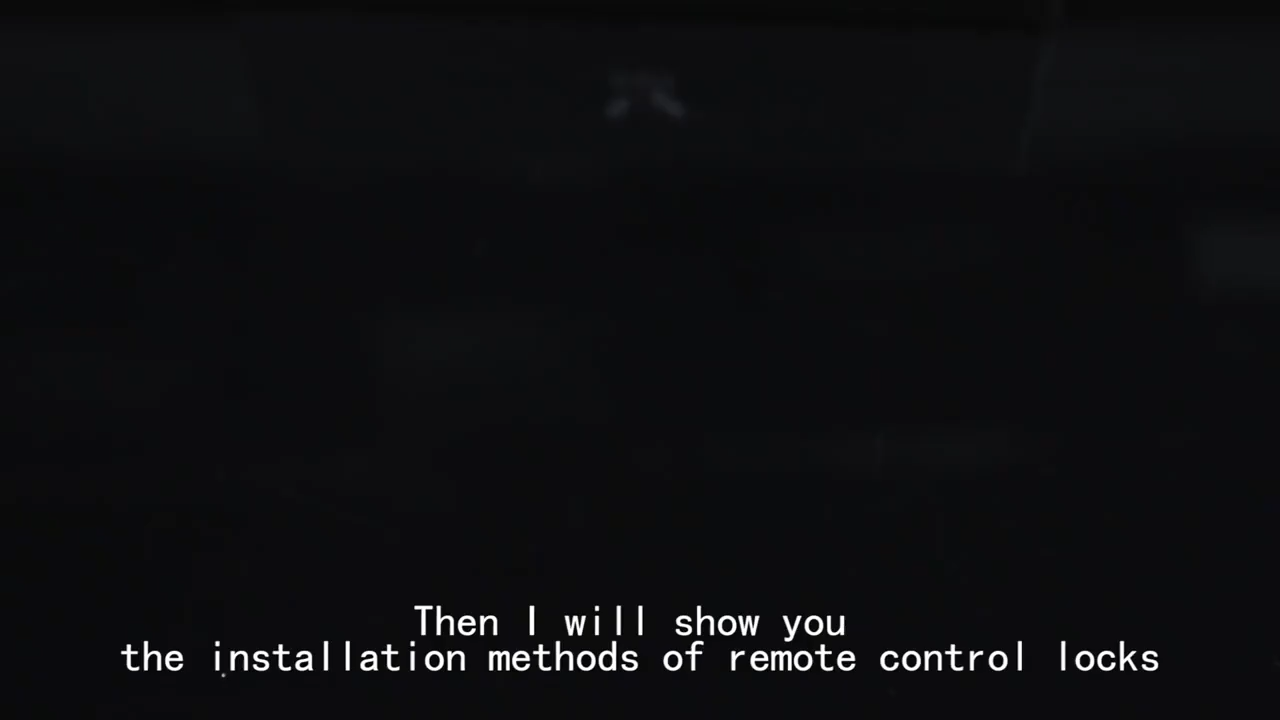 Then I will show you
the installation methods of remote control locks